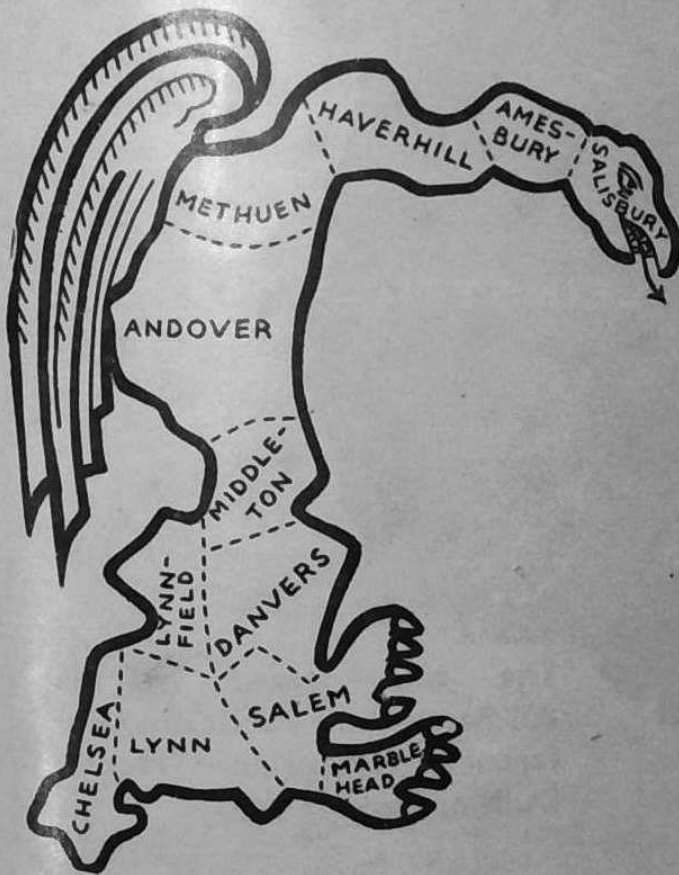 HAVERHILL
AMES-
BURY
SALISBURY
METHUEN
ANDOVER
MIDDLE-
TON
LYNN-
FIELD
DANVERS
SALEM
CHELSEA
LYNN
MARBLE
HEAD